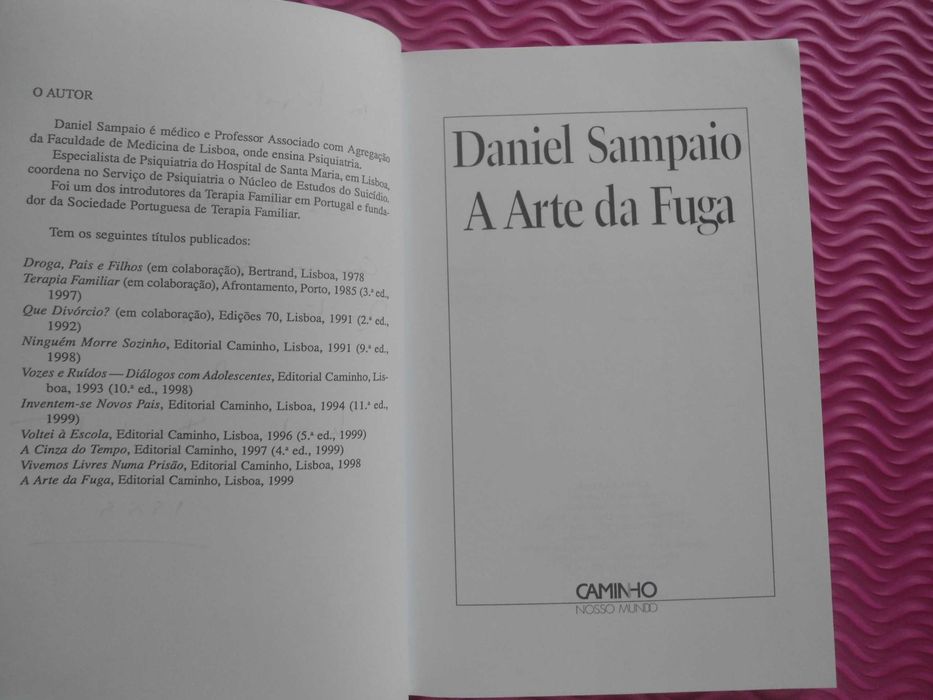 O AUTOR
Daniel Sampaio é médico e Professor Associado com Agregação
da Faculdade de Medicina de Lisboa, onde ensina Psiquiatria.
Especialista de Psiquiatria do Hospital de Santa Maria, em Lisboa,
coordena no Serviço de Psiquiatria o Núcleo de Estudos do Suicídio.
Foi um dos introdutores da Terapia Familiar em Portugal e funda-
dor da Sociedade Portuguesa de Terapia Familiar.
Tem os seguintes títulos publicados:
Droga, Pais e Filhos (em colaboração), Bertrand, Lisboa, 1978
Terapia Familiar (em colaboração), Afrontamento, Porto, 1985 (3.ª ed.,
1997)
Que Divórcio? (em colaboração), Edições 70, Lisboa, 1991 (2.ª ed.,
1992)
Ninguém Morre Sozinho, Editorial Caminho, Lisboa, 1991 (9.ª ed.,
1998)
Vozes e Ruídos — Diálogos com Adolescentes, Editorial Caminho, Lis-
boa, 1993 (10.ª ed., 1998)
Inventem-se Novos Pais, Editorial Caminho, Lisboa, 1994 (11.ª ed.,
1999)
Voltei à Escola, Editorial Caminho, Lisboa, 1996 (5.ª ed., 1999)
A Cinza do Tempo, Editorial Caminho, 1997 (4.ª ed., 1999)
Vivemos Livres Numa Prisão, Editorial Caminho, Lisboa, 1998
A Arte da Fuga, Editorial Caminho, Lisboa, 1999
Daniel Sampaio
A Arte da Fuga
CAMINHO
NOSSO MUNDO